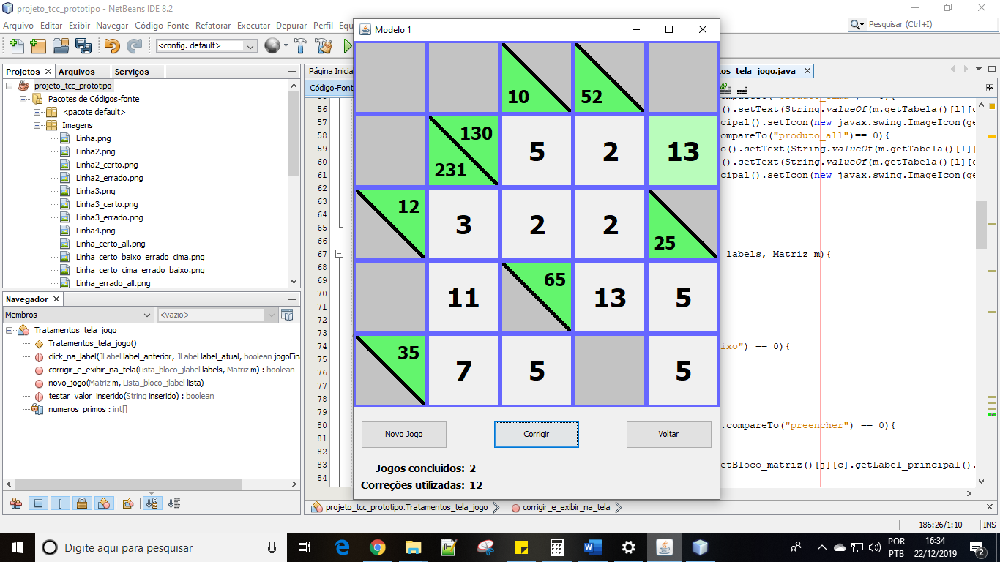 projeto_tcc_prototipo - NetBeans IDE 8.2
Arquivo Editar Exibir Navegar Código-Fonte Refatorar Executar Depurar Perfil Equ
Pesquisar (Ctrl+I)
<config. default>
Projetos Arquivos Serviços
projeto_tcc_prototipo
Pacotes de Códigos-fonte
<pacote default>
Imagens
Linha.png
Linha2.png
Linha2_certo.png
Linha2_errado.png
Linha3.png
Linha3_certo.png
Linha3_errado.png
Linha4.png
Linha_certo_all.png
Linha_certo_baixo_errado_cima.png
Linha_certo_cima_errado_baixo.png
Linha_errado_all.png
Navegador
Membros <vazio>
Tratamentos_tela_jogo
Tratamentos_tela_jogo()
click_na_label(JLabel label_anterior, JLabel label_atual, boolean jogoFina
corrigir_e_exibir_na_tela(Lista_bloco_jlabel labels, Matriz m) : boolean
novo_jogo(Matriz m, Lista_bloco_jlabel lista)
testar_valor_inserido(String inserido) : boolean
numeros_primos : int[]
Página Inicia
os_tela_jogo.java
Código-Font
56 ().setText(String.valueOf(m.getTabela()[l][c
57 cipal().setIcon(new javax.swing.ImageIcon(ge
58 compareTo("produto_all")== 0){
59 o().setText(String.valueOf(m.getTabela()[l][
60 ().setText(String.valueOf(m.getTabela()[l][c
61 cipal().setIcon(new javax.swing.ImageIcon(ge
62
63
64
65
66
67 labels, Matriz m){
68
69
70
71
72
73
74 ixo") == 0){
75
76
77
78
79
80 .compareTo("preencher") == 0){
81
82
83 etBloco_matriz()[j][c].getLabel_principal().
84
Modelo 1
10 52
130
231 5 2 13
12 3 2 2 25
11 65 13 5
35 7 5 5
Novo Jogo Corrigir Voltar
Jogos concluidos: 2
Correções utilizadas: 12
projeto_tcc_prototipo.Tratamentos_tela_jogo corrigir_e_exibir_na_tela
186:26/1:10 INS
Digite aqui para pesquisar
POR
PTB
16:34
22/12/2019
2